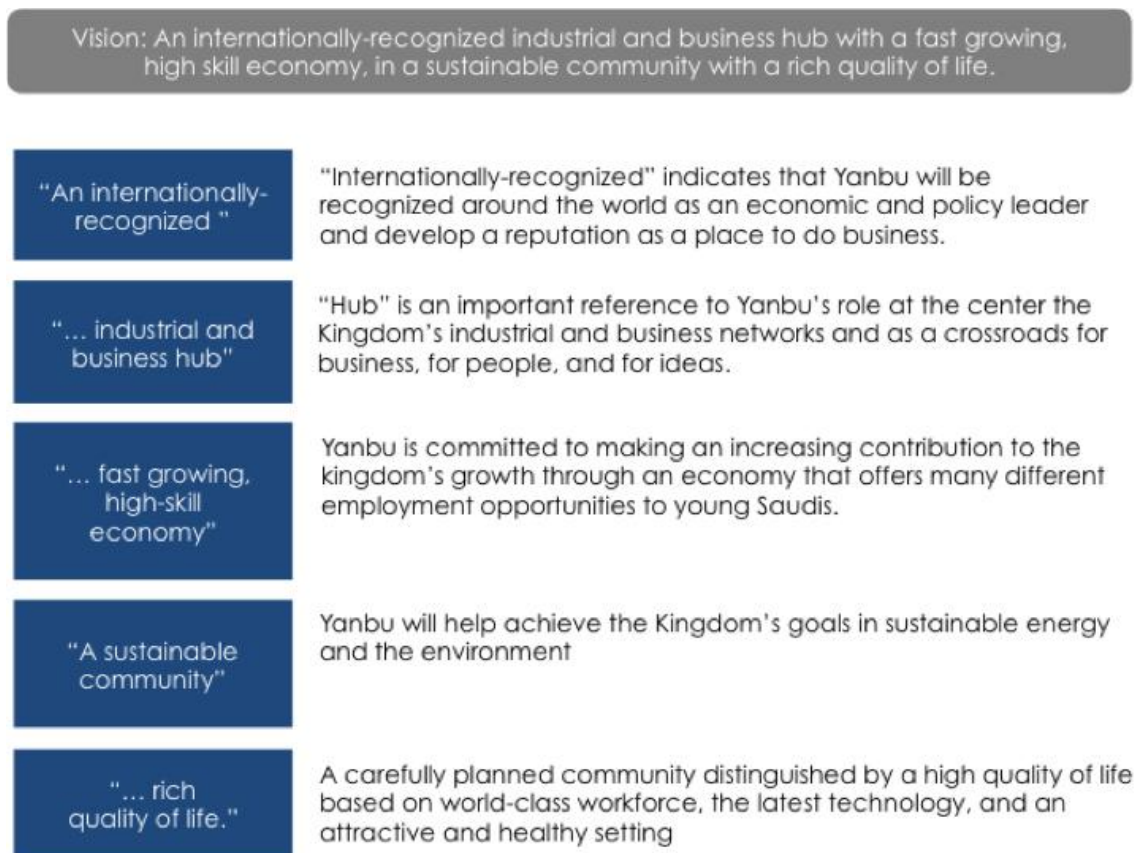 Vision: An internationally-recognized industrial and business hub with a fast growing,
high skill economy, in a sustainable community with a rich quality of life.
“An internationally-
recognized ”
“Internationally-recognized” indicates that Yanbu will be
recognized around the world as an economic and policy leader
and develop a reputation as a place to do business.
“... industrial and
business hub”
“Hub” is an important reference to Yanbu’s role at the center the
Kingdom’s industrial and business networks and as a crossroads for
business, for people, and for ideas.
“... fast growing,
high-skill
economy”
Yanbu is committed to making an increasing contribution to the
kingdom’s growth through an economy that offers many different
employment opportunities to young Saudis.
“A sustainable
community”
Yanbu will help achieve the Kingdom’s goals in sustainable energy
and the environment
“... rich
quality of life.”
A carefully planned community distinguished by a high quality of life
based on world-class workforce, the latest technology, and an
attractive and healthy setting